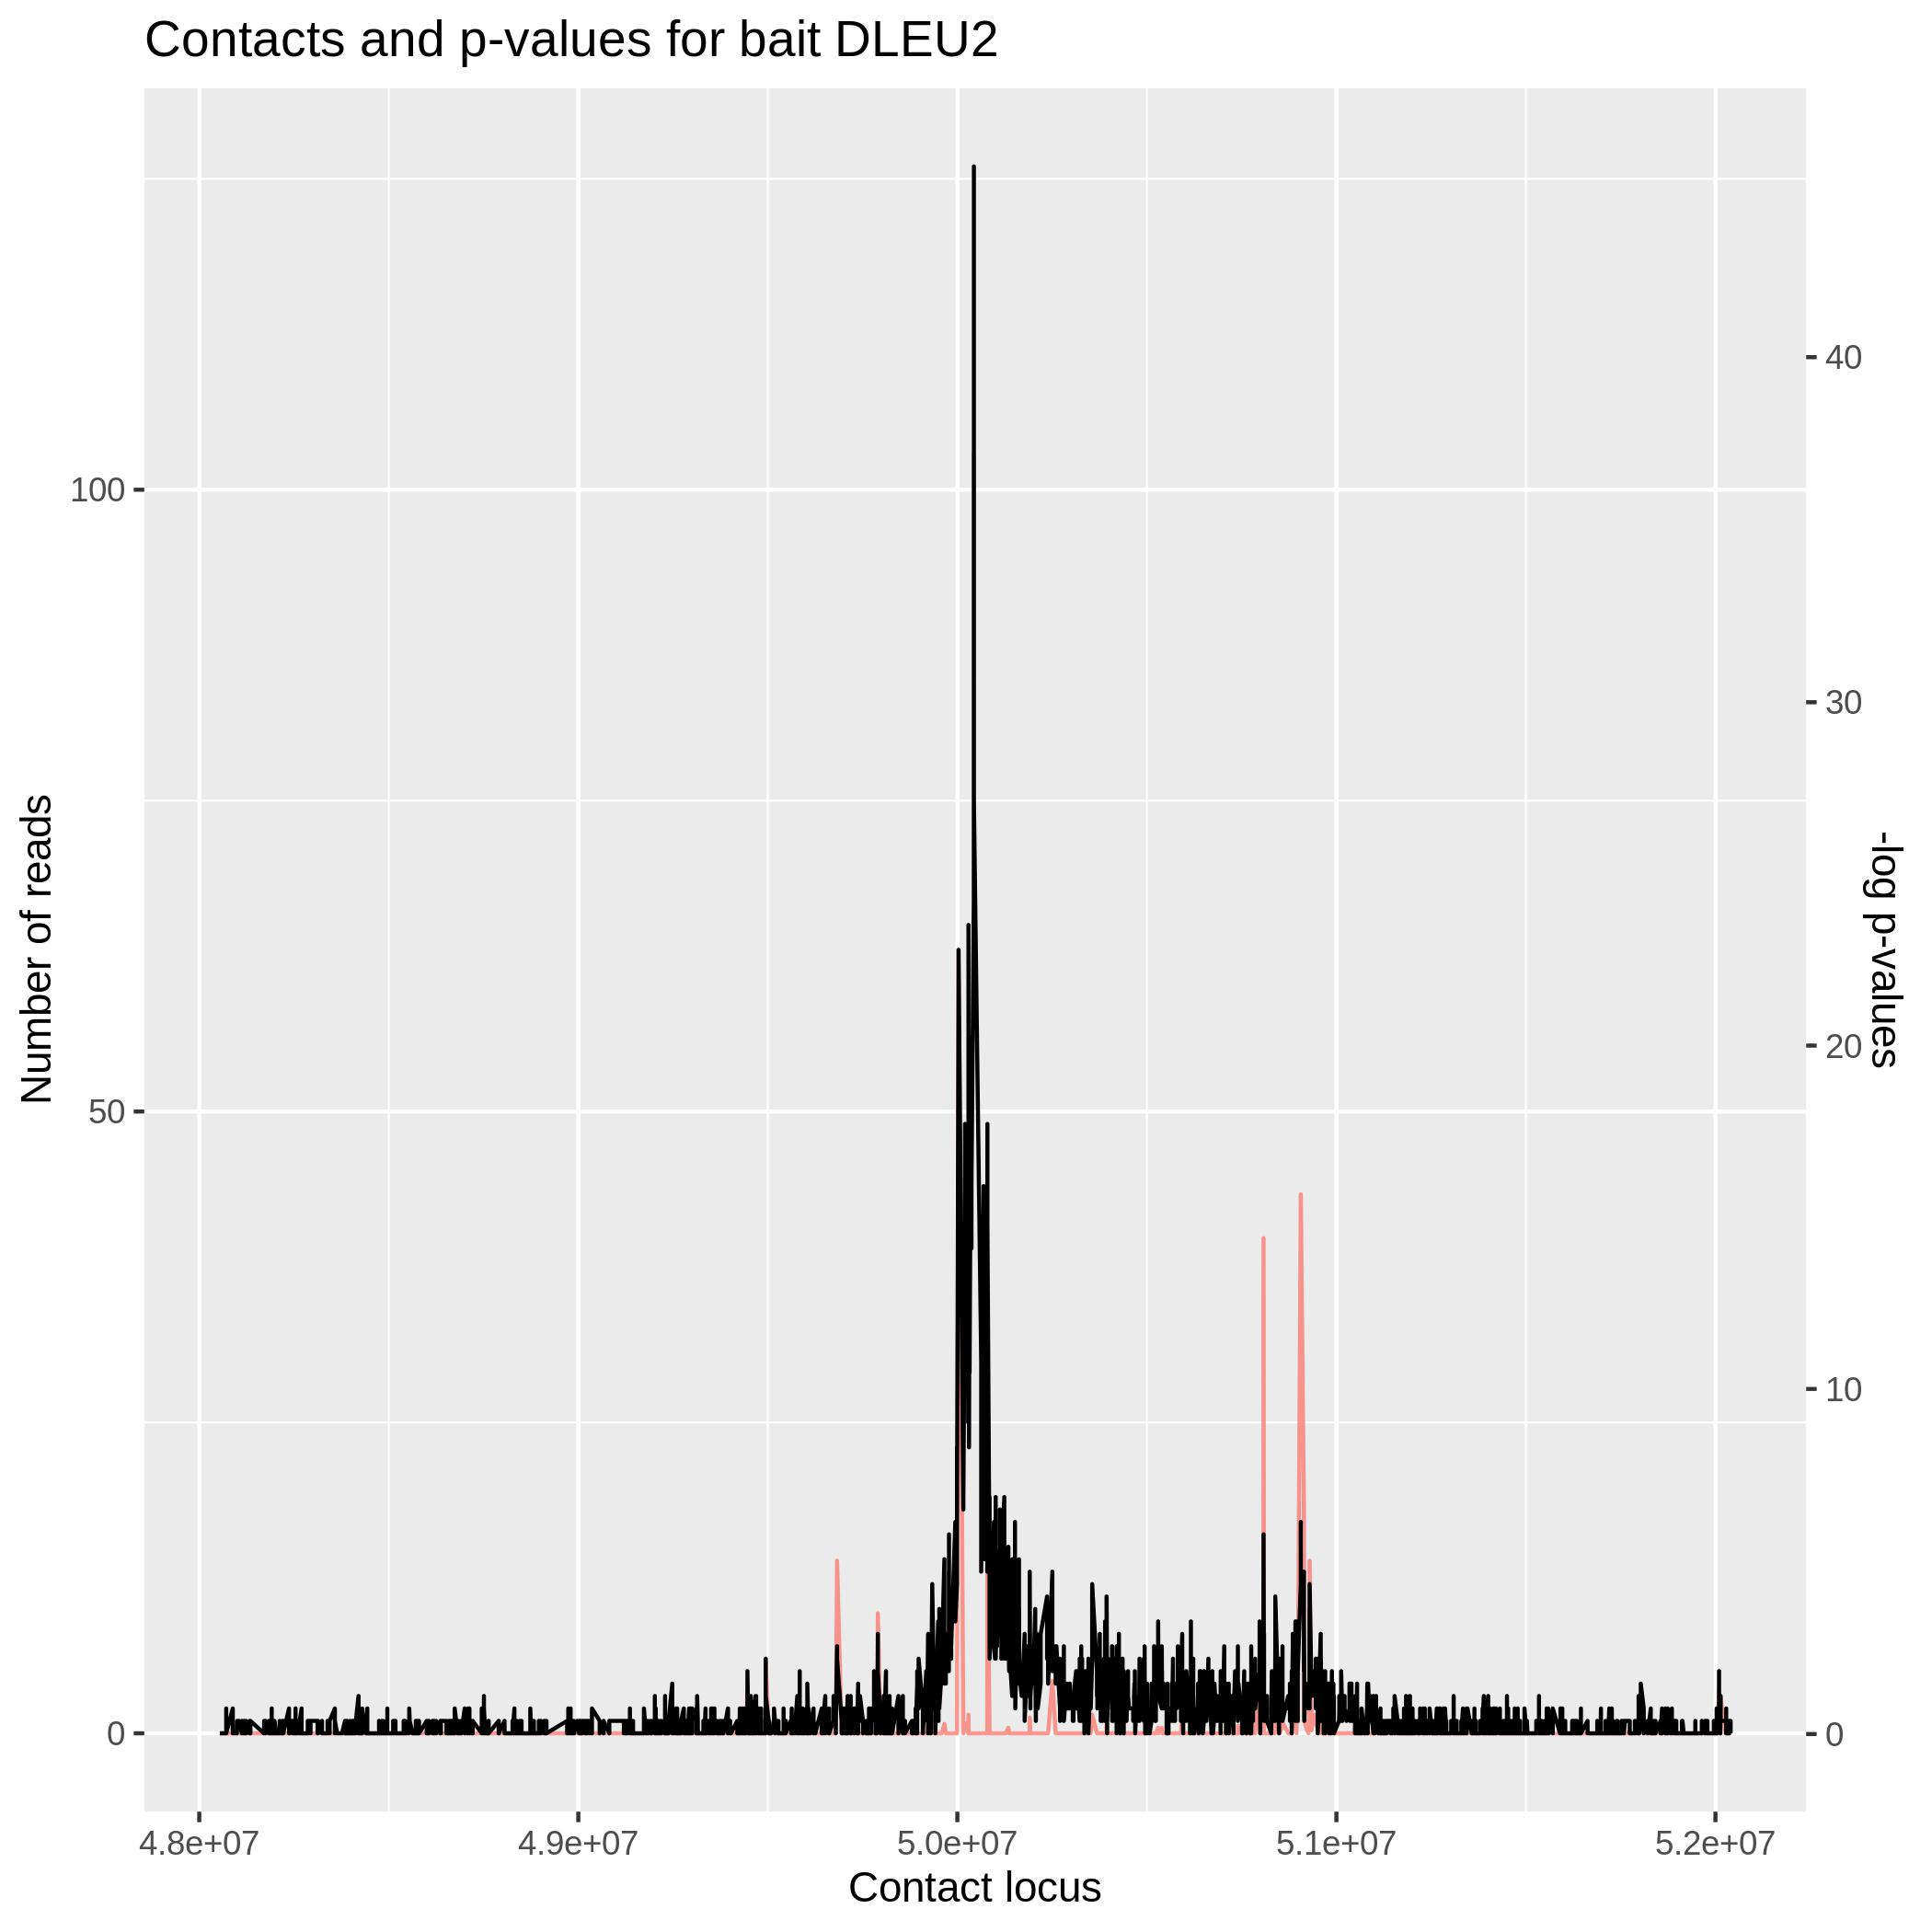 Contacts and p-values for bait DLEU2
Number of reads
100
50
0
40
30
20
10
0
-log p-values
4.8e+07
4.9e+07
5.0e+07
5.1e+07
5.2e+07
Contact locus